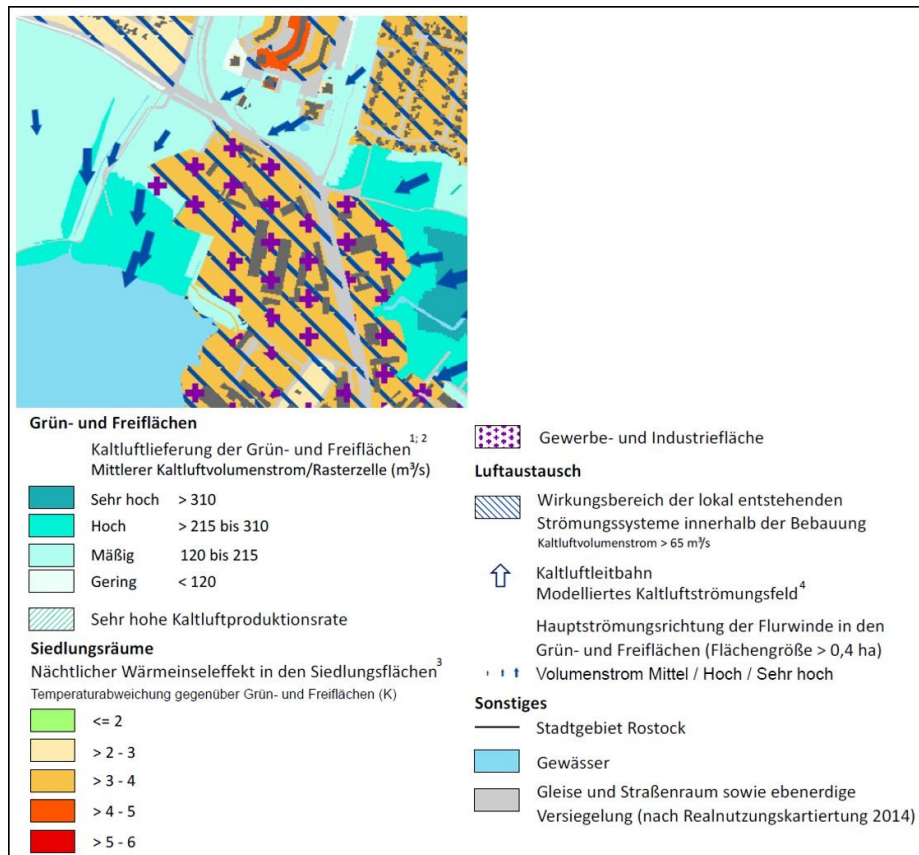 Grün- und Freiflächen
Kaltluftlieferung der Grün- und Freiflächen1; 2
Mittlerer Kaltluftvolumenstrom/Rasterzelle (m³/s)
Sehr hoch > 310
Hoch > 215 bis 310
Mäßig 120 bis 215
Gering < 120
Sehr hohe Kaltluftproduktionsrate
Siedlungsräume
Nächtlicher Wärmeinseleffekt in den Siedlungsflächen3
Temperaturabweichung gegenüber Grün- und Freiflächen (K)
<= 2
> 2 - 3
> 3 - 4
> 4 - 5
> 5 - 6
Gewerbe- und Industriefläche
Luftaustausch
Wirkungsbereich der lokal entstehenden
Strömungssysteme innerhalb der Bebauung
Kaltluftvolumenstrom > 65 m³/s
Kaltluftleitbahn
Modelliertes Kaltluftströmungsfeld4
Hauptströmungsrichtung der Flurwinde in den
Grün- und Freiflächen (Flächengröße > 0,4 ha)
Volumenstrom Mittel / Hoch / Sehr hoch
Sonstiges
Stadtgebiet Rostock
Gewässer
Gleise und Straßenraum sowie ebenerdige
Versiegelung (nach Realnutzungskartiertung 2014)